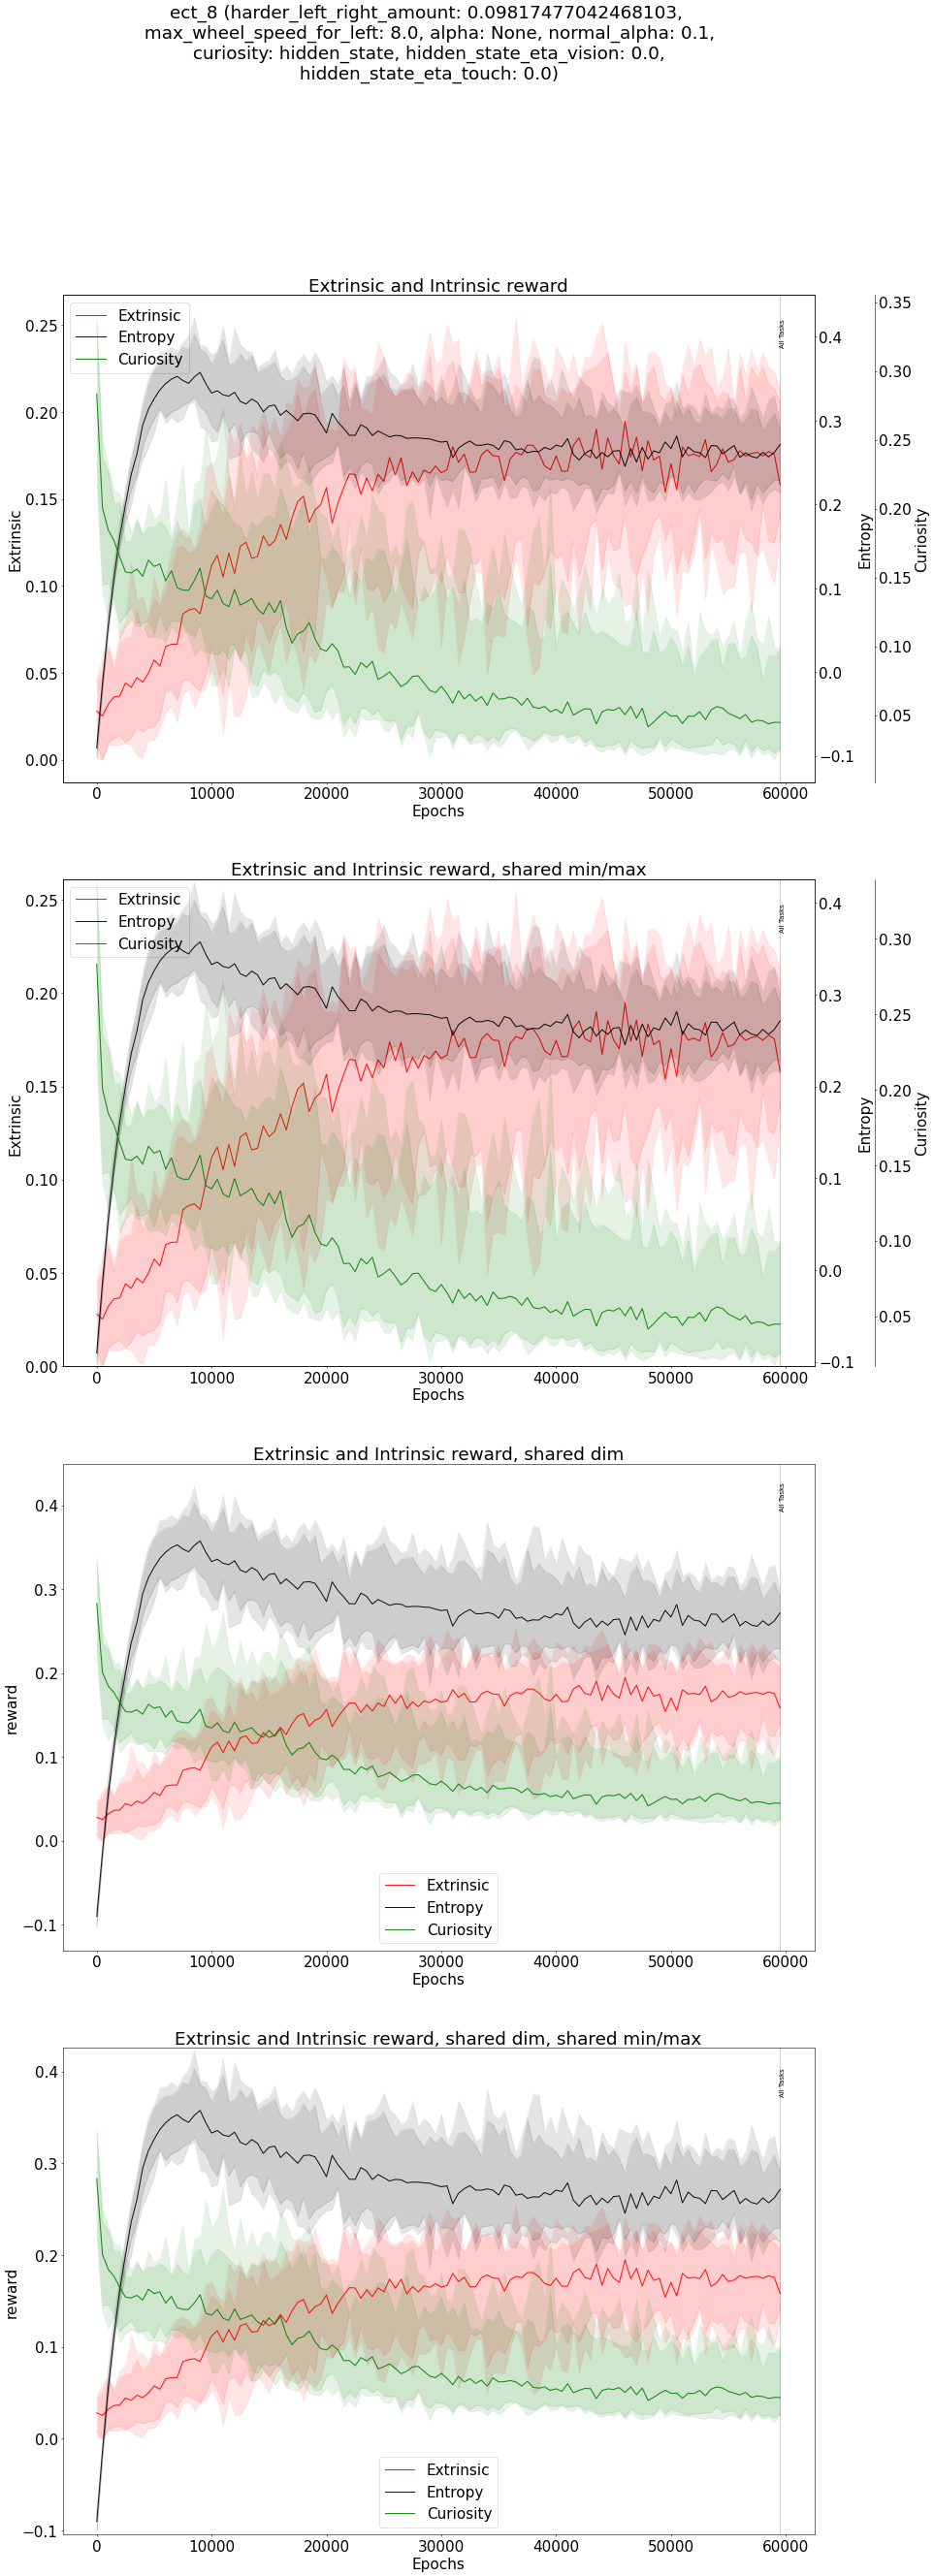 ect_8 (harder_left_right_amount: 0.09817477042468103,
max_wheel_speed_for_left: 8.0, alpha: None, normal_alpha: 0.1,
curiosity: hidden_state, hidden_state_eta_vision: 0.0,
hidden_state_eta_touch: 0.0)
Extrinsic and Intrinsic reward
Extrinsic
Entropy
Curiosity
All Tasks
0.25
0.20
0.15
0.10
0.05
0.00
Extrinsic
0.4
0.3
0.2
0.1
0.0
−0.1
Entropy
0.35
0.30
0.25
0.20
0.15
0.10
0.05
Curiosity
0 10000 20000 30000 40000 50000 60000
Epochs
Extrinsic and Intrinsic reward, shared min/max
Extrinsic
Entropy
Curiosity
All Tasks
0.25
0.20
0.15
0.10
0.05
0.00
Extrinsic
0.4
0.3
0.2
0.1
0.0
−0.1
Entropy
0.30
0.25
0.20
0.15
0.10
0.05
Curiosity
0 10000 20000 30000 40000 50000 60000
Epochs
Extrinsic and Intrinsic reward, shared dim
All Tasks
0.4
0.3
0.2
0.1
0.0
−0.1
reward
Extrinsic
Entropy
Curiosity
0 10000 20000 30000 40000 50000 60000
Epochs
Extrinsic and Intrinsic reward, shared dim, shared min/max
All Tasks
0.4
0.3
0.2
0.1
0.0
−0.1
reward
Extrinsic
Entropy
Curiosity
0 10000 20000 30000 40000 50000 60000
Epochs